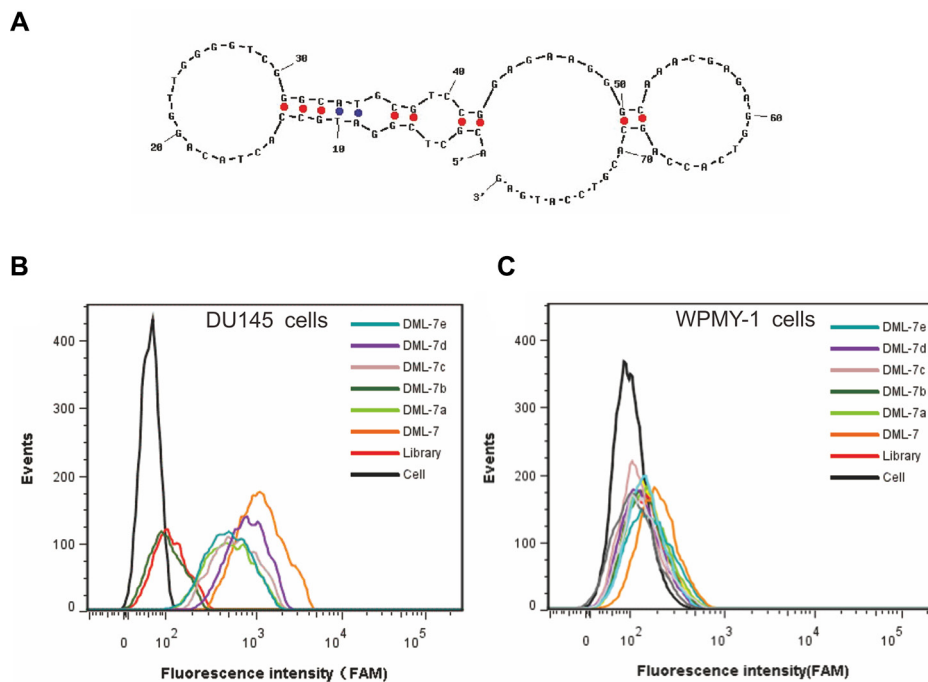 A
5'
ACGCTCGGATGCCACTACAGGTTGGGGTCGGGCATGCGTCCGGAGAAGGGCAAACGAGAGGTCACCAGCACGTCCATGAG
3'
10
20
30
40
50
60
70
B
DU145 cells
DML-7e
DML-7d
DML-7c
DML-7b
DML-7a
DML-7
Library
Cell
Events
400
300
200
100
0
0 10² 10³ 10⁴ 10⁵
Fluorescence intensity (FAM)
C
WPMY-1 cells
DML-7e
DML-7d
DML-7c
DML-7b
DML-7a
DML-7
Library
Cell
Events
400
300
200
100
0
0 10² 10³ 10⁴ 10⁵
Fluorescence intensity(FAM)